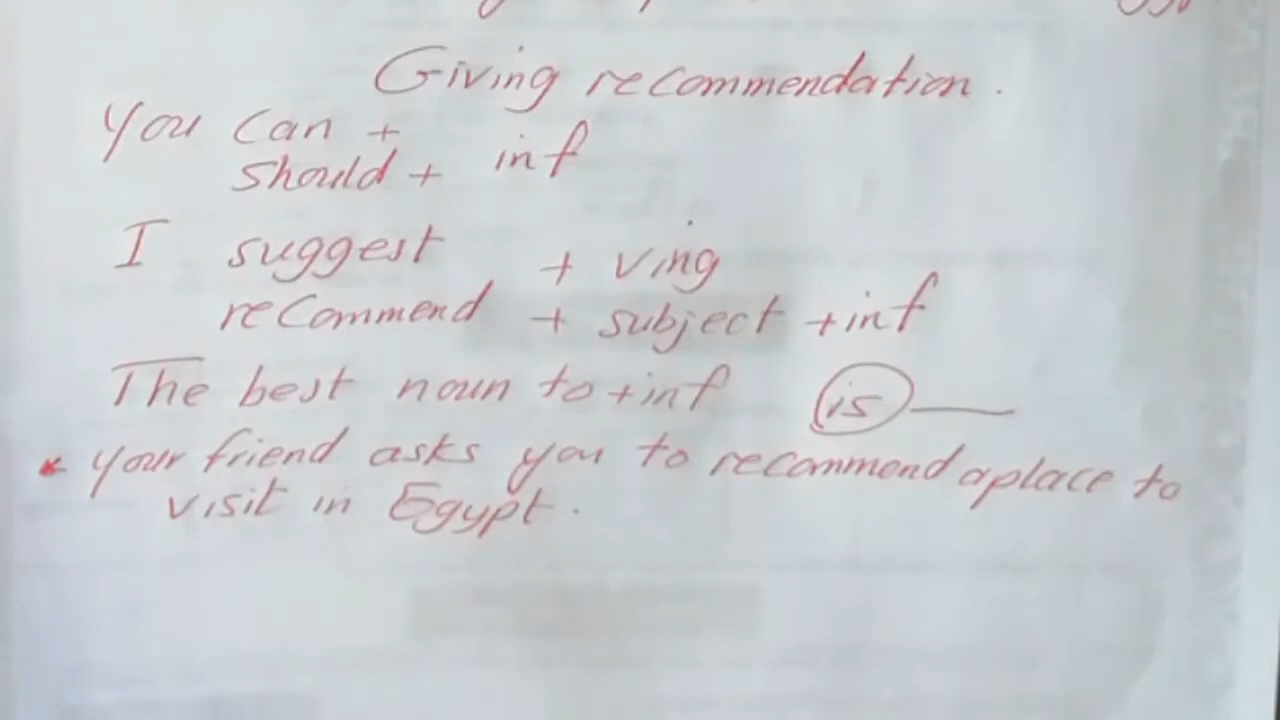 Giving recommendation.
You can +
should + inf
I suggest + ving
recommend + subject + inf
The best noun to + inf is ___
* your friend asks you to recommend a place to
visit in Egypt.